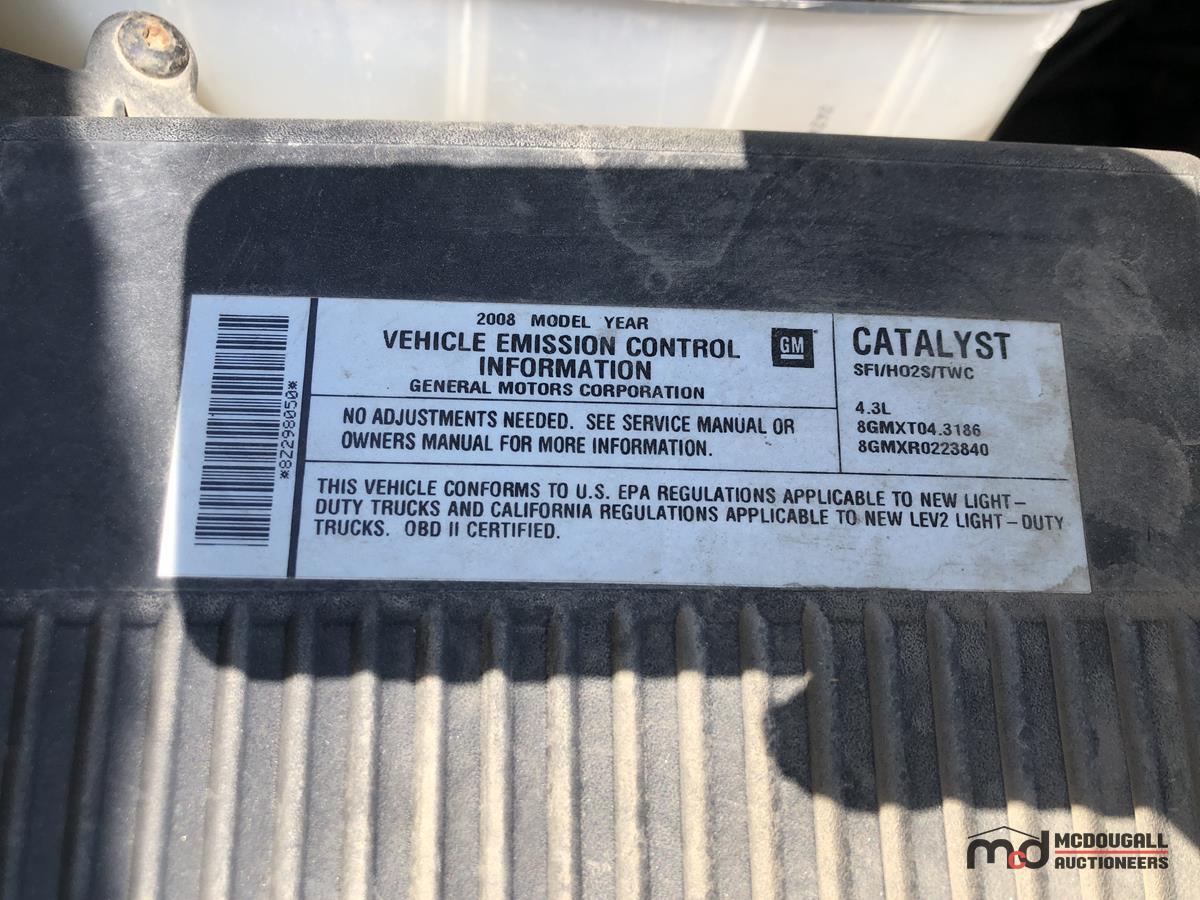 *8Z298050*
2008 MODEL YEAR
VEHICLE EMISSION CONTROL
INFORMATION
GENERAL MOTORS CORPORATION
GM
NO ADJUSTMENTS NEEDED. SEE SERVICE MANUAL OR
OWNERS MANUAL FOR MORE INFORMATION.
CATALYST
SFI/HO2S/TWC
4.3L
8GMXT04.3186
8GMXR0223840
THIS VEHICLE CONFORMS TO U.S. EPA REGULATIONS APPLICABLE TO NEW LIGHT-
DUTY TRUCKS AND CALIFORNIA REGULATIONS APPLICABLE TO NEW LEV2 LIGHT-DUTY
TRUCKS. OBD II CERTIFIED.
mcd
MCDOUGALL
AUCTIONEERS